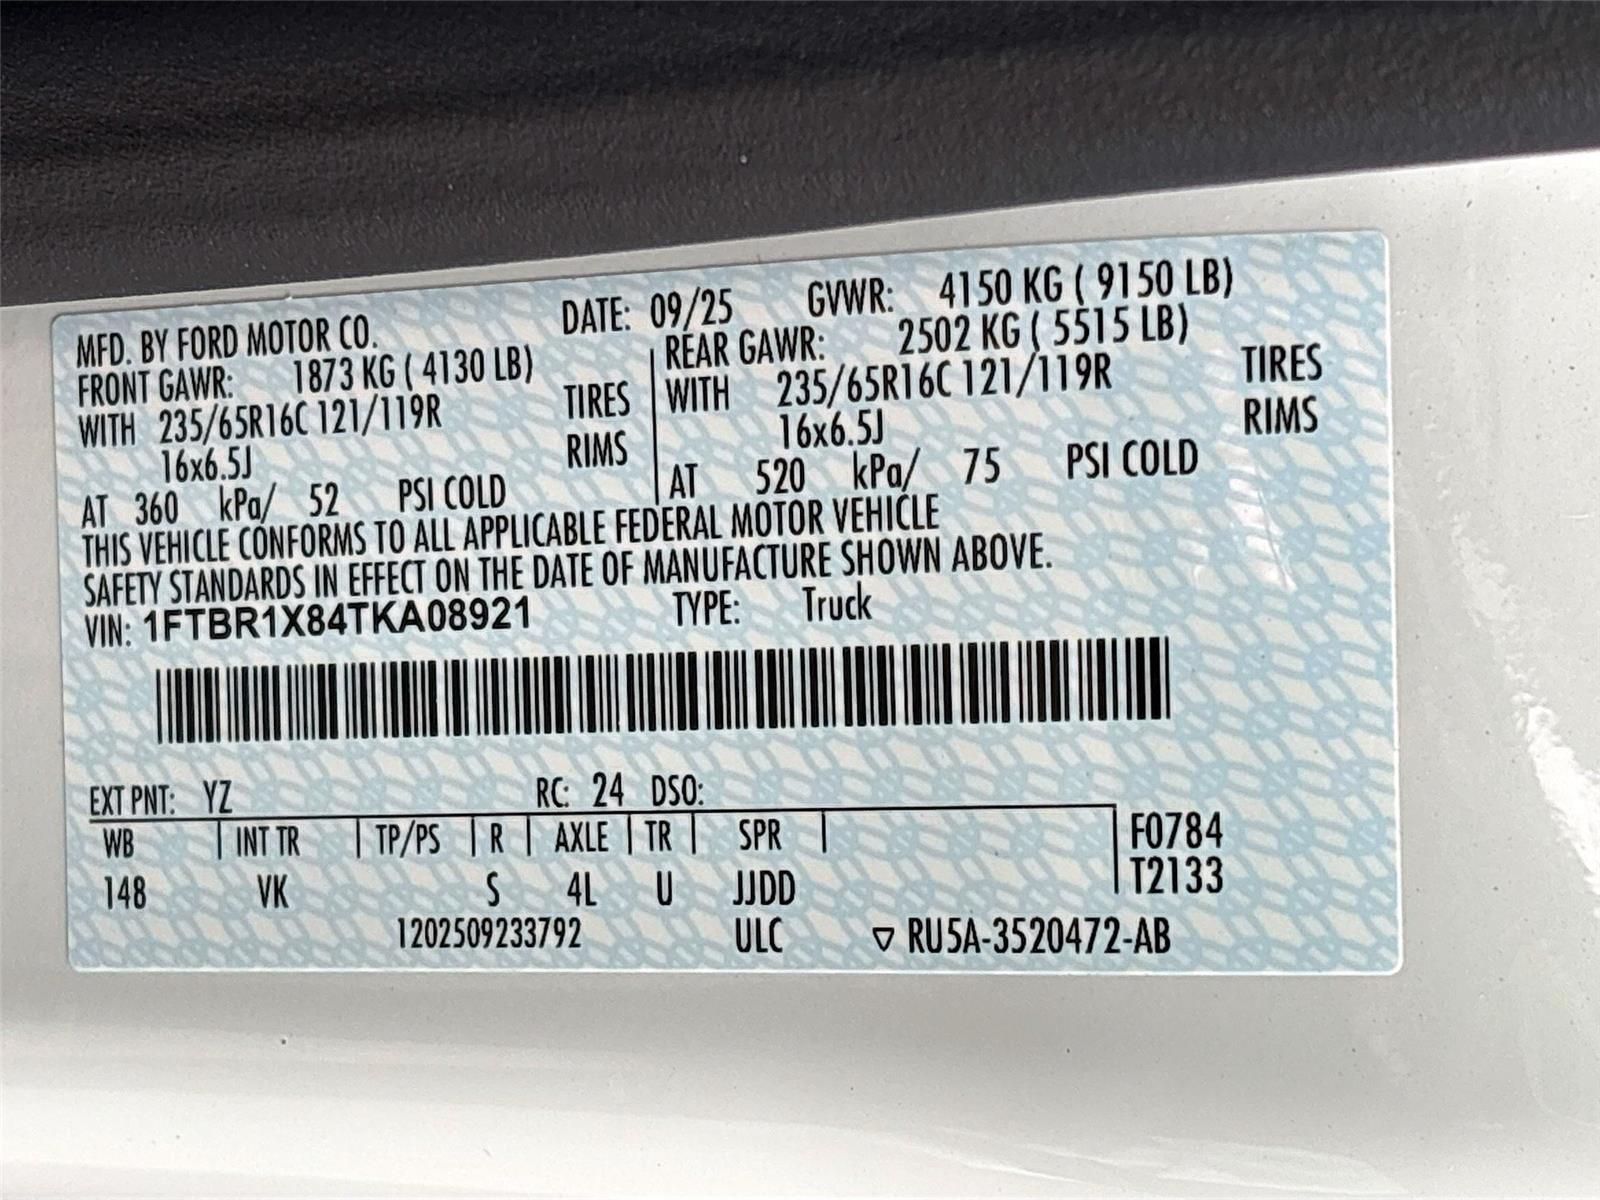 MFD. BY FORD MOTOR CO. DATE: 09/25 GVWR: 4150 KG ( 9150 LB)
FRONT GAWR: 1873 KG ( 4130 LB) REAR GAWR: 2502 KG ( 5515 LB)
WITH 235/65R16C 121/119R TIRES WITH 235/65R16C 121/119R TIRES
16x6.5J RIMS 16x6.5J RIMS
AT 360 kPa/ 52 PSI COLD AT 520 kPa/ 75 PSI COLD
THIS VEHICLE CONFORMS TO ALL APPLICABLE FEDERAL MOTOR VEHICLE
SAFETY STANDARDS IN EFFECT ON THE DATE OF MANUFACTURE SHOWN ABOVE.
VIN: 1FTBR1X84TKA08921 TYPE: Truck
EXT PNT: YZ RC: 24 DSO:
WB INT TR TP/PS R AXLE TR SPR F0784
148 VK S 4L U JJDD T2133
1202509233792 ULC ▽ RU5A-3520472-AB